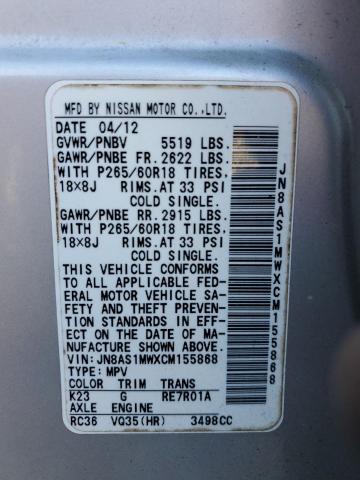 MFD BY NISSAN MOTOR CO.,LTD.
DATE 04/12
GVWR/PNBV 5519 LBS.
GAWR/PNBE FR. 2622 LBS.
WITH P265/60R18 TIRES,
18×8J RIMS.AT 33 PSI
COLD SINGLE.
GAWR/PNBE RR. 2915 LBS.
WITH P265/60R18 TIRES,
18×8J RIMS.AT 33 PSI
COLD SINGLE.
THIS VEHICLE CONFORMS
TO ALL APPLICABLE FED-
ERAL MOTOR VEHICLE SA-
FETY AND THEFT PREVEN-
TION STANDARDS IN EFF-
ECT ON THE DATE OF MA-
NUFACTURE SHOWN ABOVE.
VIN:JN8AS1MWXCM155868
TYPE: MPV
COLOR TRIM TRANS
K23 G RE7R01A
AXLE ENGINE
RC36 VQ35(HR) 3498CC
JN8AS1MWXCM155868